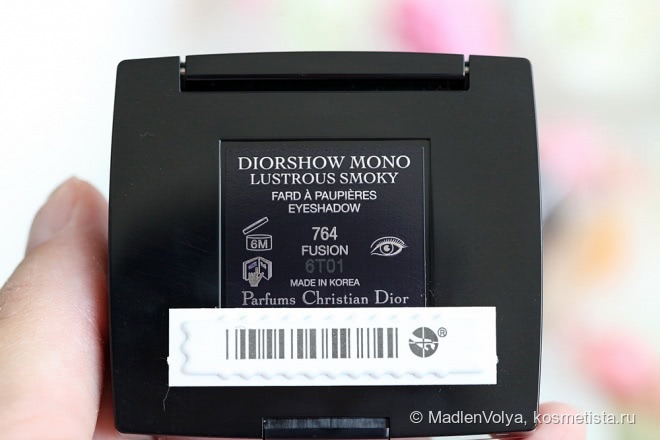 DIORSHOW MONO
LUSTROUS SMOKY
FARD À PAUPIÈRES
EYESHADOW
6M
764
FUSION
6T01
MADE IN KOREA
Parfums Christian Dior
®
© MadlenVolya, kosmetista.ru